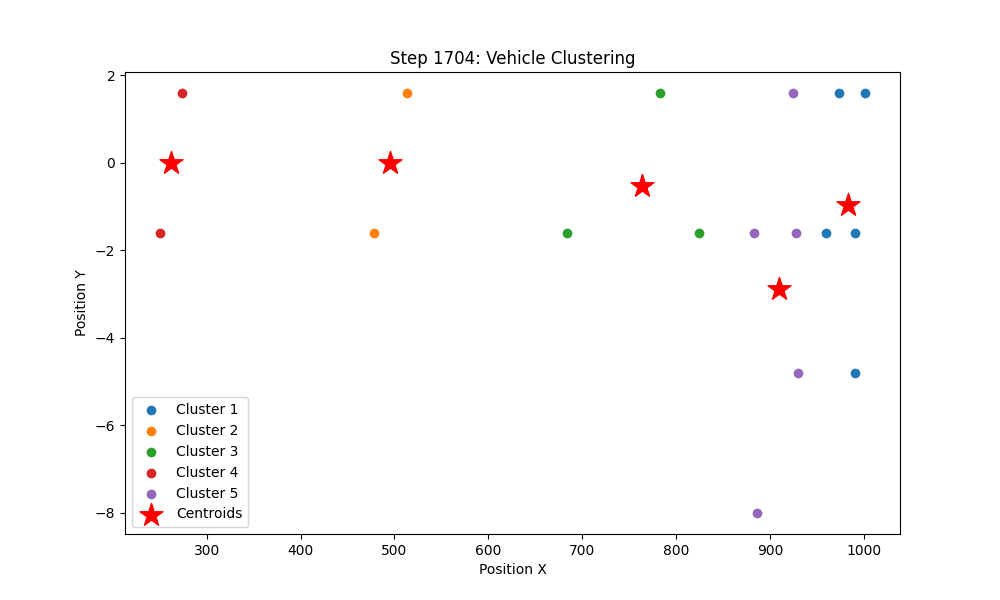 Step 1704: Vehicle Clustering
Position Y
2
0
−2
−4
−6
−8
Cluster 1
Cluster 2
Cluster 3
Cluster 4
Cluster 5
Centroids
300 400 500 600 700 800 900 1000
Position X